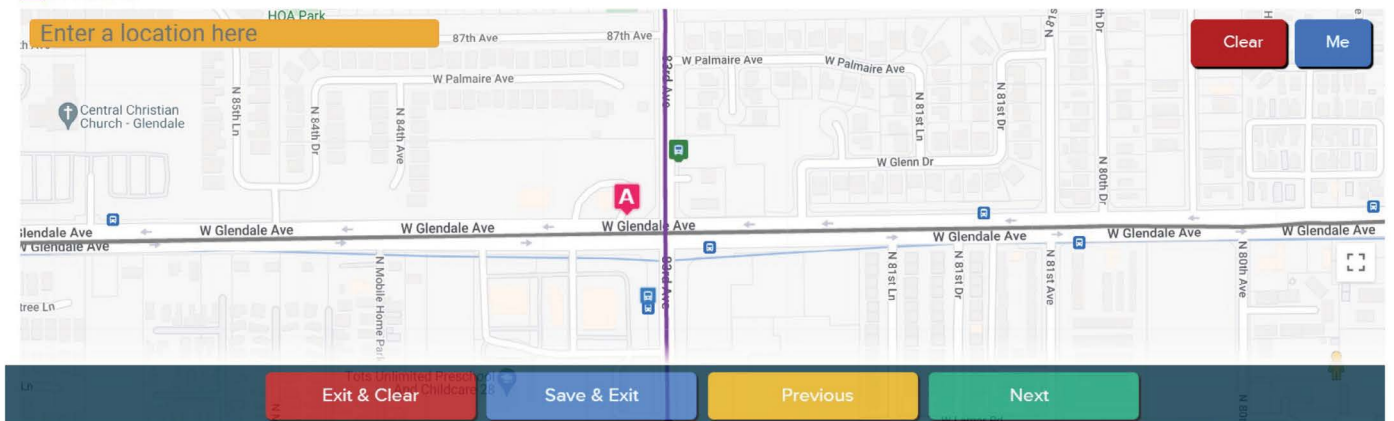 HOA Park
Enter a location here
87th Ave
87th Ave
Clear
Me
W Palmaire Ave
W Palmaire Ave
W Palmaire Ave
83rd Ave
N 85th Ln
N 84th Dr
N 84th Ave
N 81st Ln
N 81st Dr
Central Christian
Church - Glendale
W Glenn Dr
N 80th Dr
A
W Glendale Ave
W Glendale Ave
W Glendale Ave
W Glendale Ave
W Glendale Ave
W Glendale Ave
W Glendale Ave
83rd Ave
N Mobile Home Park
N 81st Ln
N 81st Dr
N 81st Ave
N 80th Ave
tree Ln
Tots Unlimited Preschool
And Childcare 28
Exit & Clear
Save & Exit
Previous
Next
Ln
N 80th